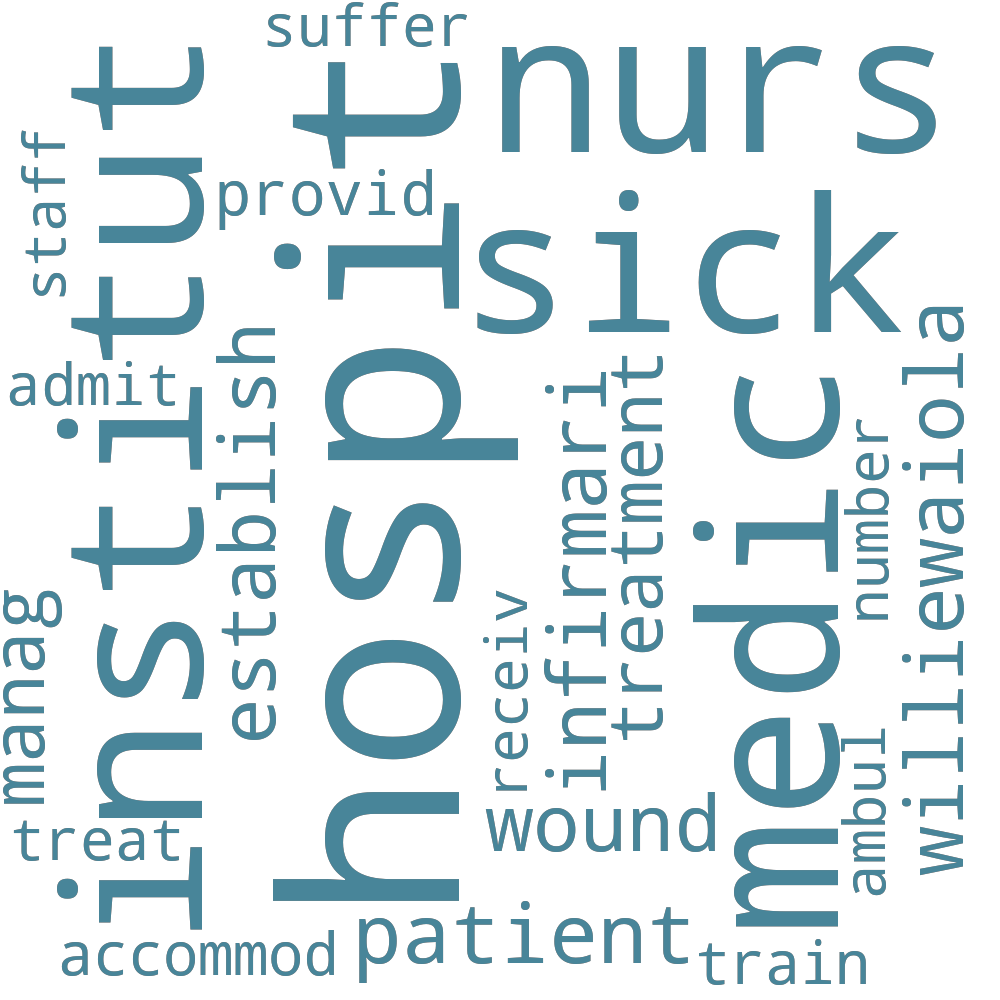 suffer
nurs
institut
hospit
staff
provid
sick
establish
admit
infirmari
treatment
medic
number
williewaiola
manag
receiv
ambul
wound
treat
patient
accommod
train